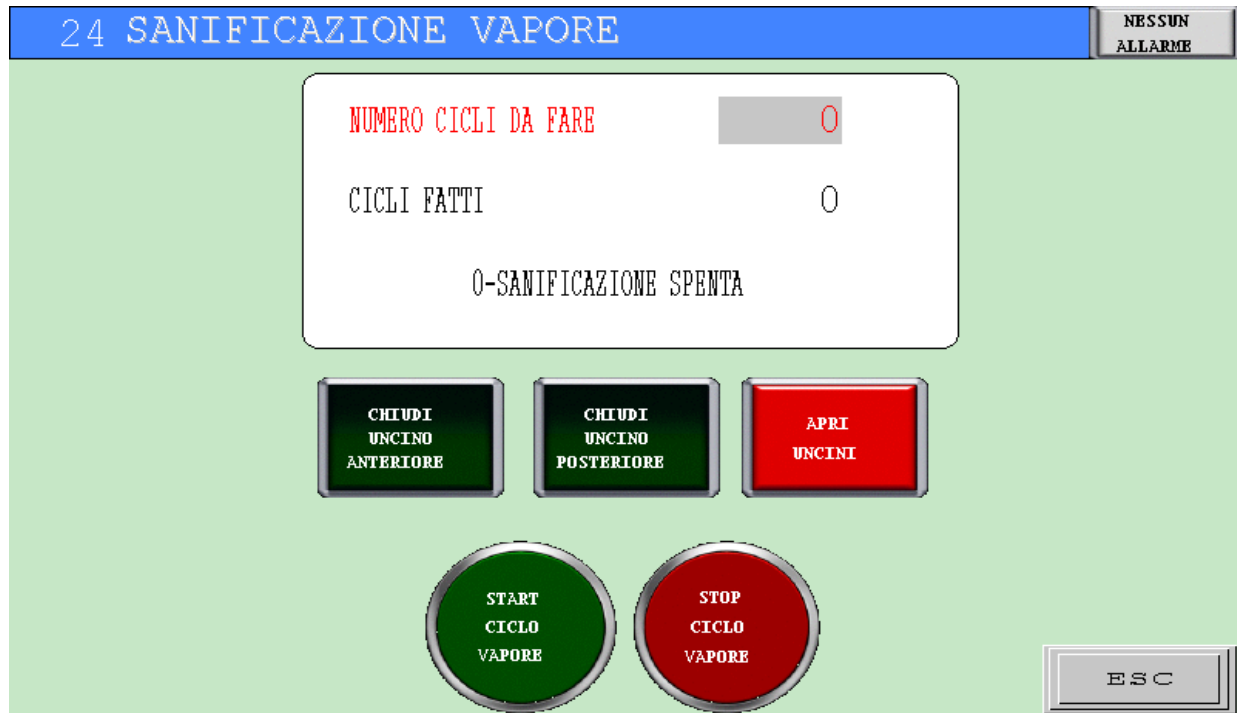 24 SANIFICAZIONE VAPORE
NESSUN
ALLARME
NUMERO CICLI DA FARE 0
CICLI FATTI 0
0-SANIFICAZIONE SPENTA
CHIUDI
UNCINO
ANTERIORE
CHIUDI
UNCINO
POSTERIORE
APRI
UNCINI
START
CICLO
VAPORE
STOP
CICLO
VAPORE
ESC